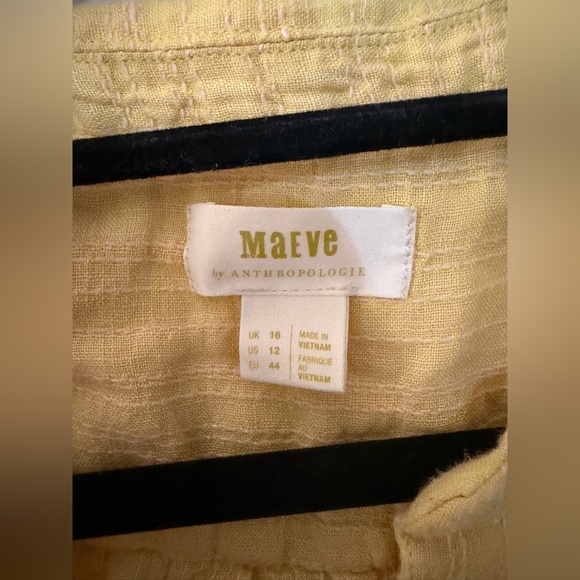 MaEVe
by ANTHROPOLOGIE
UK 16
US 12
EU 44
MADE IN
VIETNAM
FABRIQUÉ
AU
VIETNAM